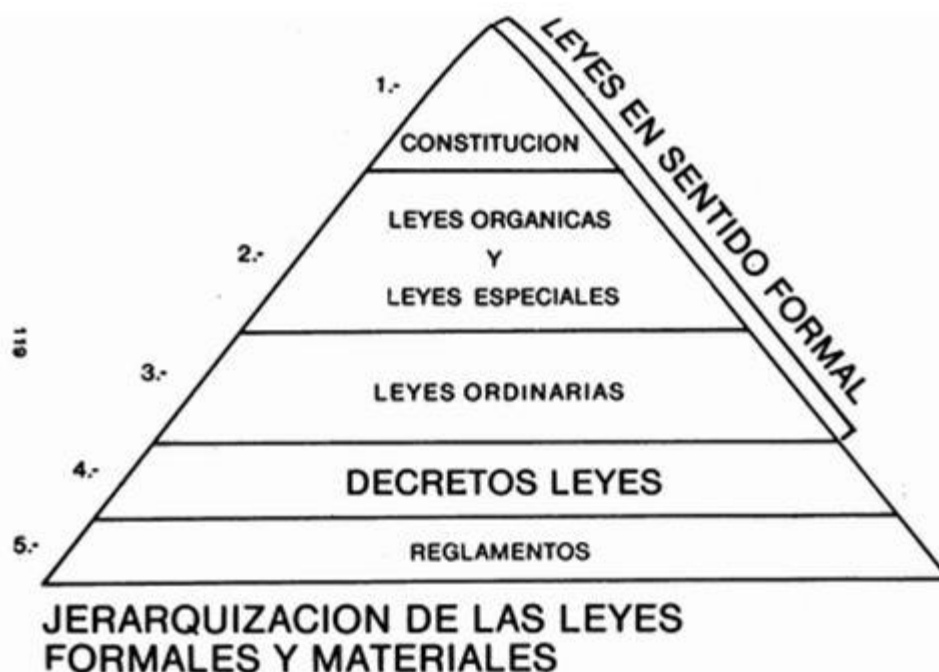 LEYES EN SENTIDO FORMAL
1.-
CONSTITUCION
2.-
LEYES ORGANICAS
Y
LEYES ESPECIALES
119
3.-
LEYES ORDINARIAS
4.-
DECRETOS LEYES
5.-
REGLAMENTOS
JERARQUIZACION DE LAS LEYES
FORMALES Y MATERIALES